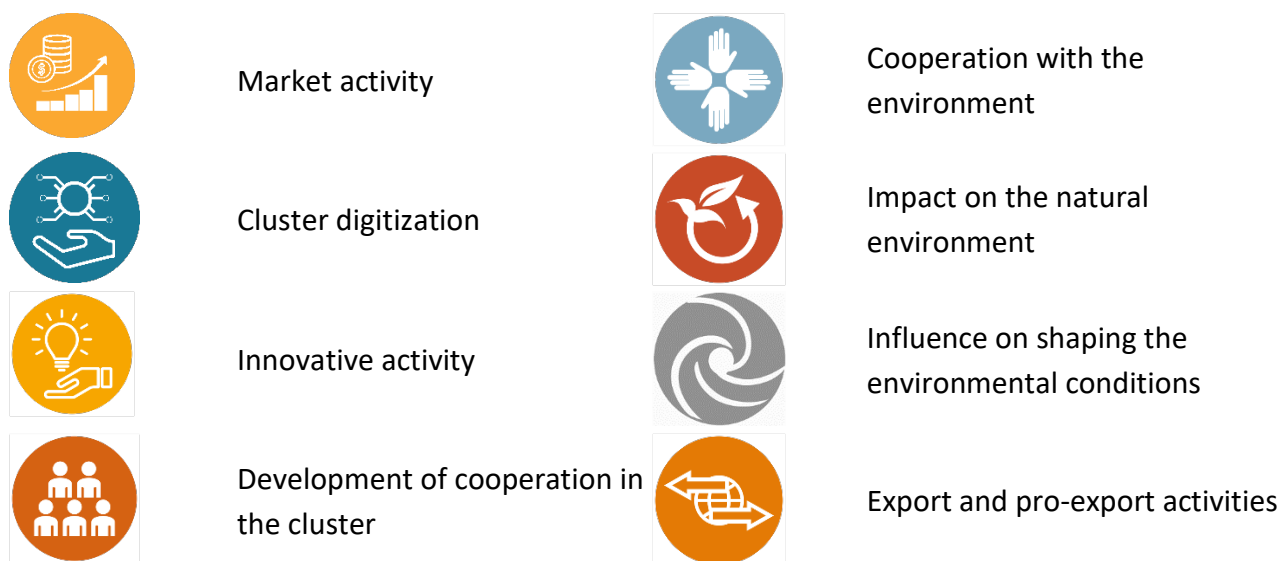 Market activity
Cooperation with the
environment
Cluster digitization
Impact on the natural
environment
Innovative activity
Influence on shaping the
environmental conditions
Development of cooperation in
the cluster
Export and pro-export activities